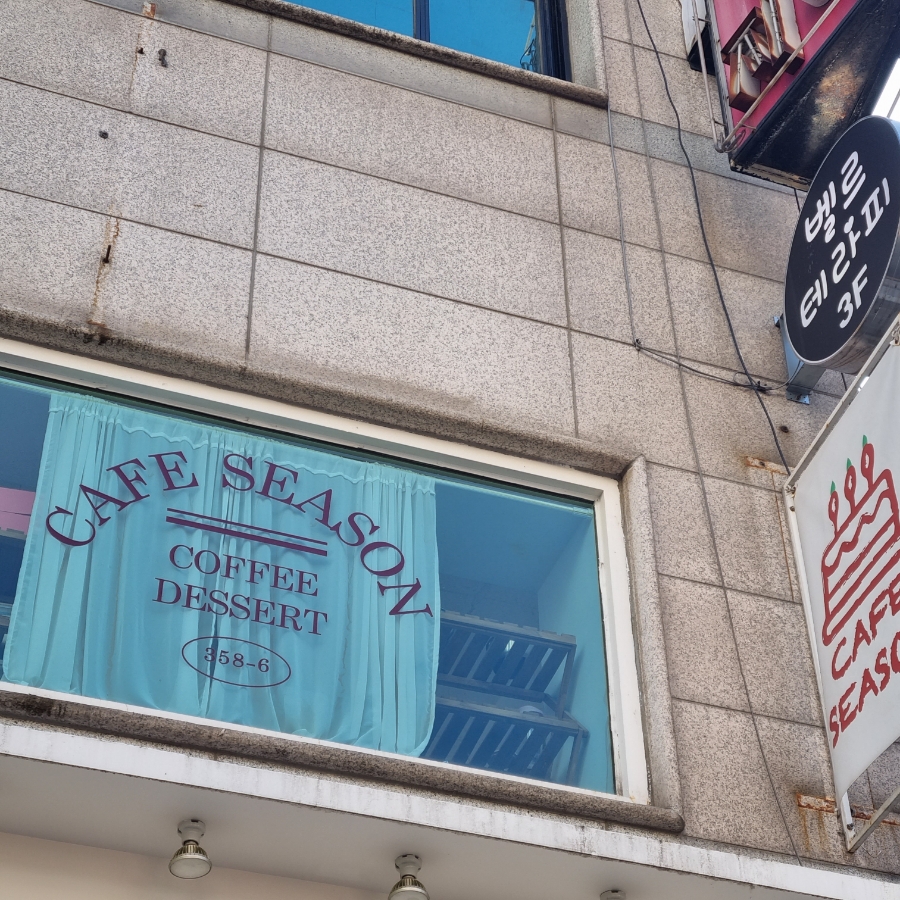 CAFE SEASON
COFFEE
DESSERT
358-6
벨르
테라피
3F
CAFE
SEASO